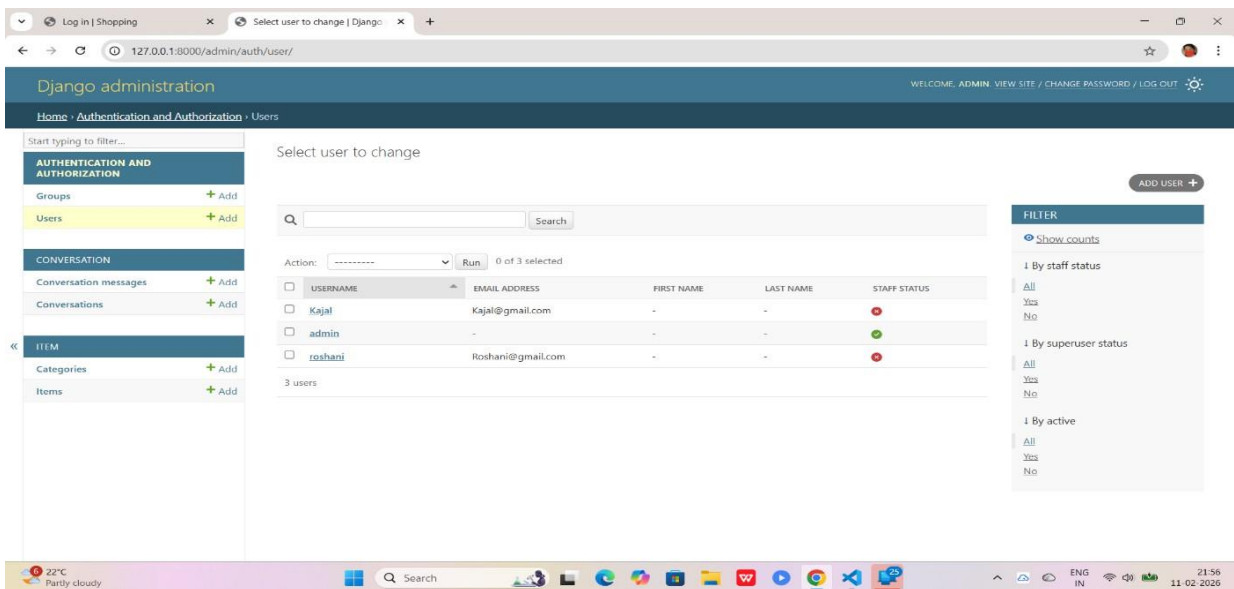 Log in | Shopping
Select user to change | Django
127.0.0.1:8000/admin/auth/user/
Django administration
WELCOME, ADMIN. VIEW SITE / CHANGE PASSWORD / LOG OUT
Home › Authentication and Authorization › Users
Start typing to filter...
AUTHENTICATION AND
AUTHORIZATION
Groups + Add
Users + Add
CONVERSATION
Conversation messages + Add
Conversations + Add
ITEM
Categories + Add
Items + Add
Select user to change
ADD USER +
Search
Action: --------- Run 0 of 3 selected
USERNAME EMAIL ADDRESS FIRST NAME LAST NAME STAFF STATUS
Kajal Kajal@gmail.com - -
admin - - -
roshani Roshani@gmail.com - -
3 users
FILTER
Show counts
↓ By staff status
All
Yes
No
↓ By superuser status
All
Yes
No
↓ By active
All
Yes
No
6
22°C
Partly cloudy
Search
25
ENG
IN
21:56
11-02-2026